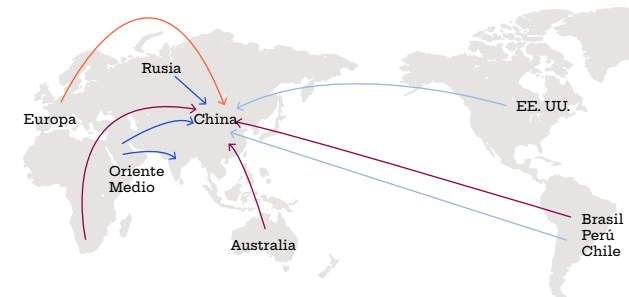 Rusia
EE. UU.
Europa
China
Oriente
Medio
Brasil
Perú
Chile
Australia